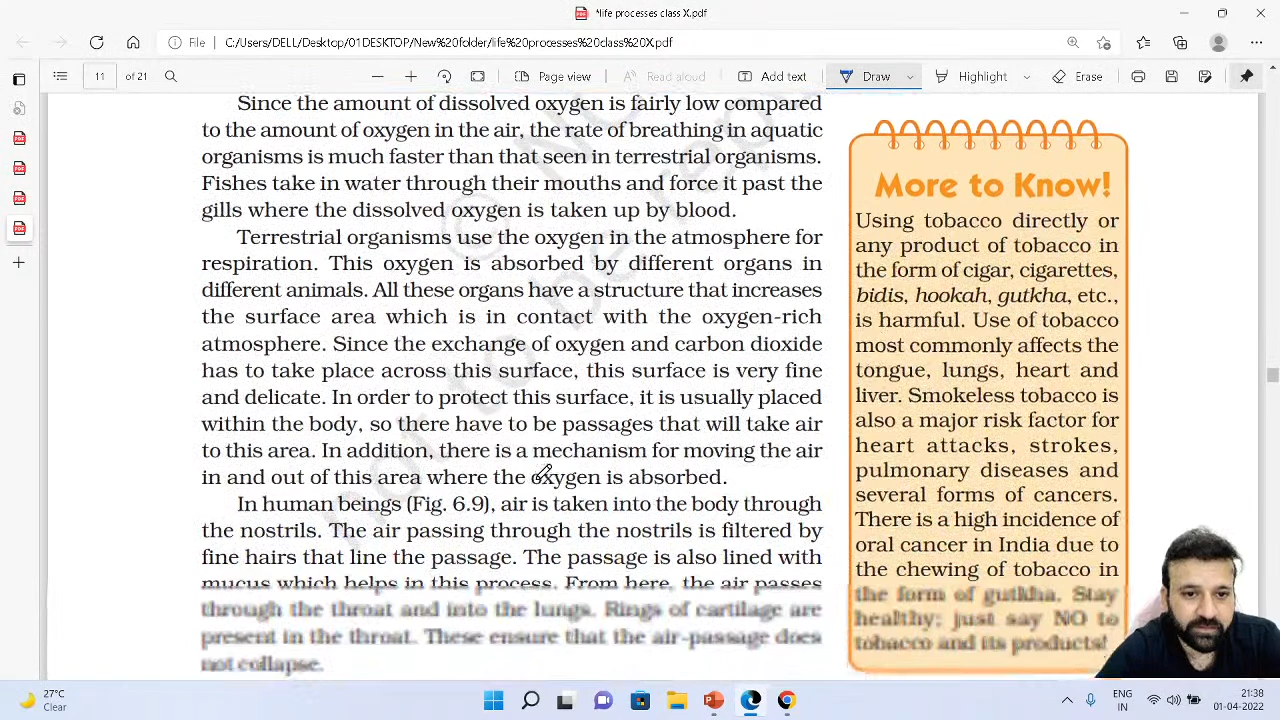 *life processes class X.pdf
File
C:/Users/DELL/Desktop/01DESKTOP/New%20folder/life%20processes%20class%20X.pdf
11 of 21
Page view
Read aloud
Add text
Draw
Highlight
Erase
Since the amount of dissolved oxygen is fairly low compared
to the amount of oxygen in the air, the rate of breathing in aquatic
organisms is much faster than that seen in terrestrial organisms.
Fishes take in water through their mouths and force it past the
gills where the dissolved oxygen is taken up by blood.
Terrestrial organisms use the oxygen in the atmosphere for
respiration. This oxygen is absorbed by different organs in
different animals. All these organs have a structure that increases
the surface area which is in contact with the oxygen-rich
atmosphere. Since the exchange of oxygen and carbon dioxide
has to take place across this surface, this surface is very fine
and delicate. In order to protect this surface, it is usually placed
within the body, so there have to be passages that will take air
to this area. In addition, there is a mechanism for moving the air
in and out of this area where the oxygen is absorbed.
In human beings (Fig. 6.9), air is taken into the body through
the nostrils. The air passing through the nostrils is filtered by
fine hairs that line the passage. The passage is also lined with
mucus which helps in this process. From here, the air passes
through the throat and into the lungs. Rings of cartilage are
present in the throat. These ensure that the air-passage does
not collapse.
More to Know!
Using tobacco directly or
any product of tobacco in
the form of cigar, cigarettes,
bidis, hookah, gutkha, etc.,
is harmful. Use of tobacco
most commonly affects the
tongue, lungs, heart and
liver. Smokeless tobacco is
also a major risk factor for
heart attacks, strokes,
pulmonary diseases and
several forms of cancers.
There is a high incidence of
oral cancer in India due to
the chewing of tobacco in
the form of gutkha. Stay
healthy; just say NO to
tobacco and its products!
not to be rep
27°C
Clear
ENG
IN
21:38
01-04-2022